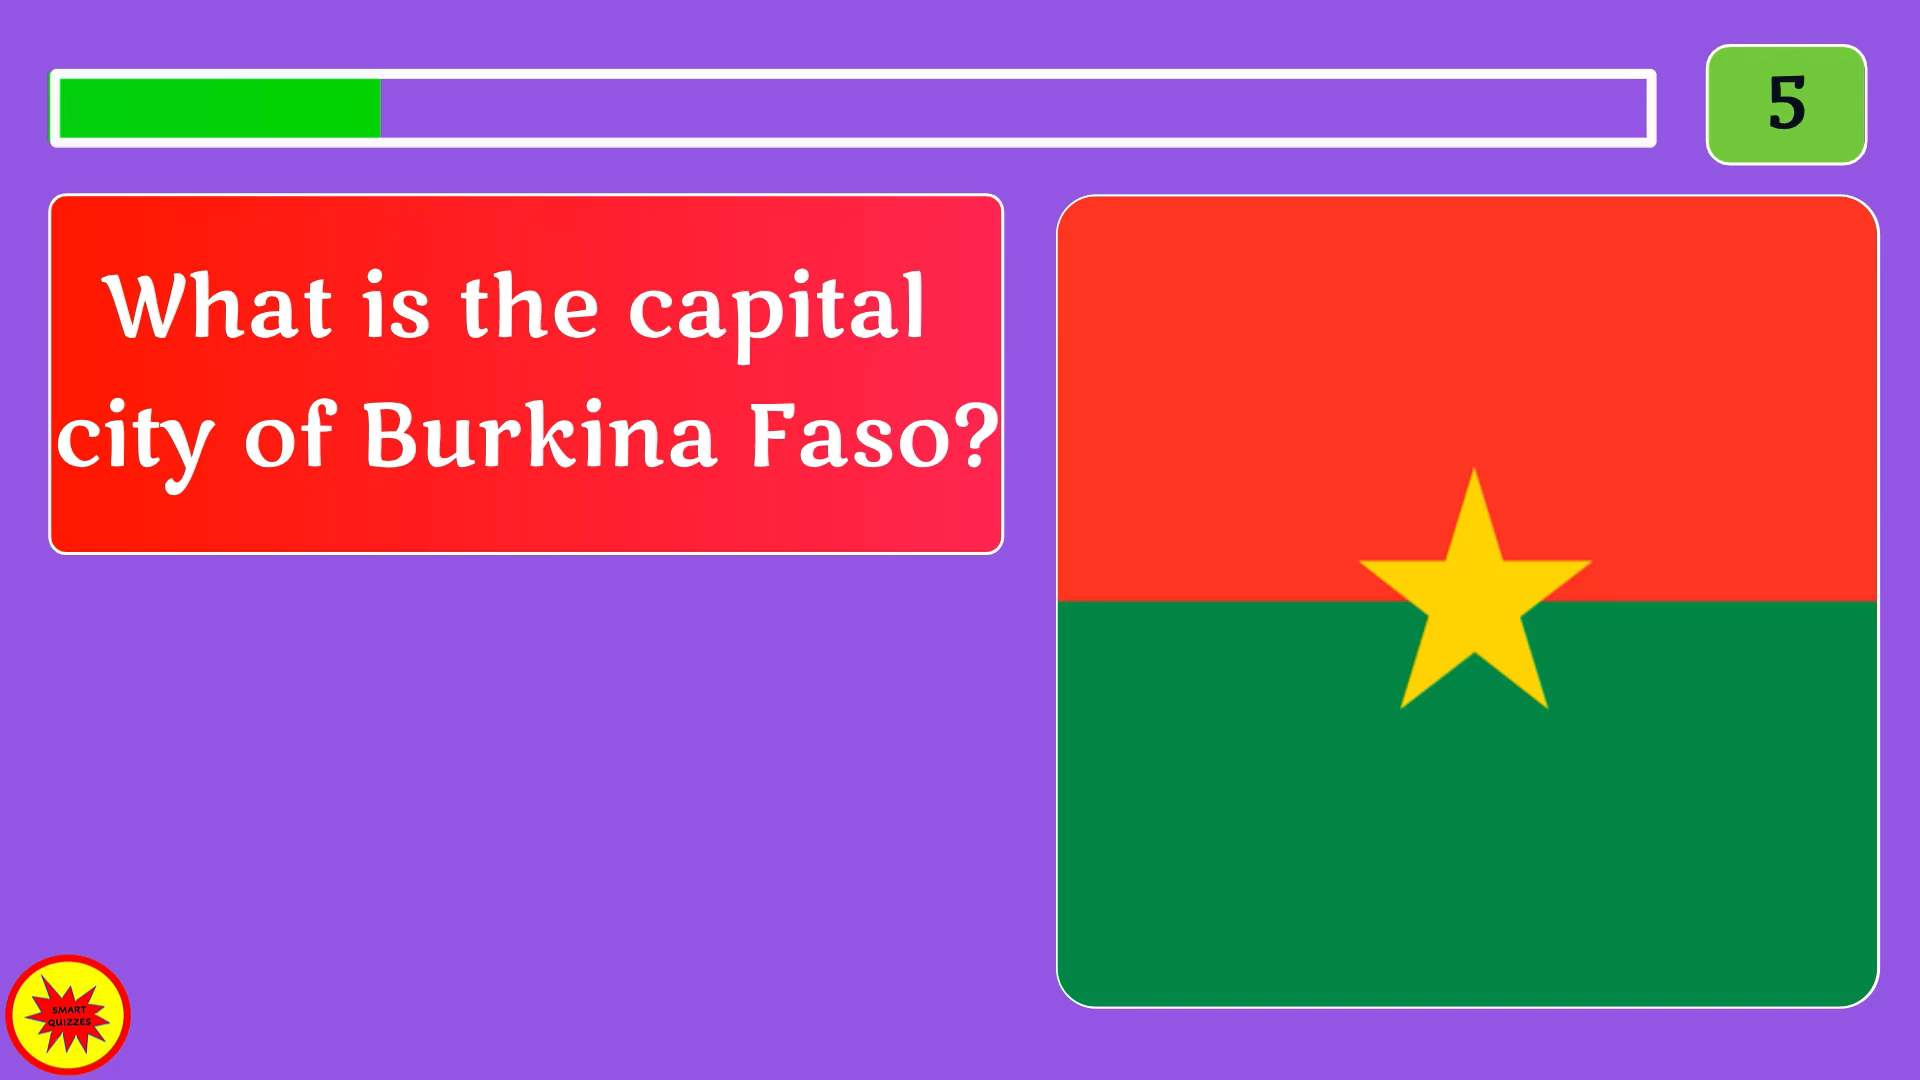 5
What is the capital
city of Burkina Faso?
SMART
QUIZZES